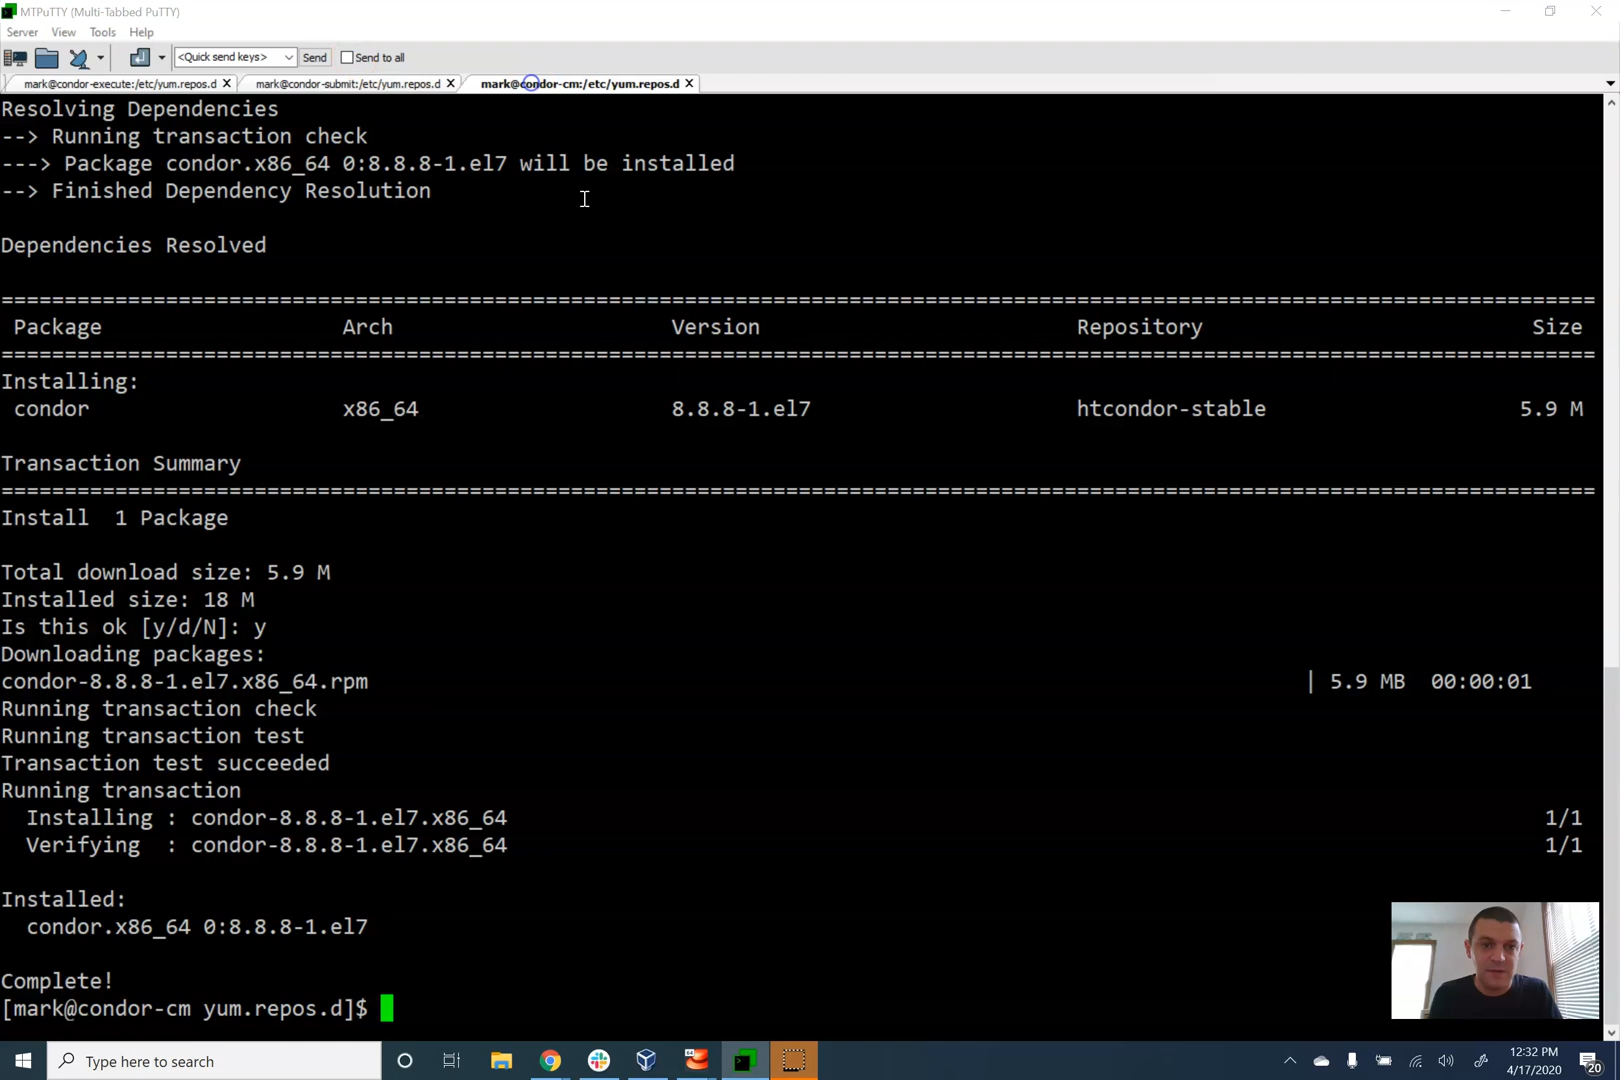 MTPuTTY (Multi-Tabbed PuTTY)
Server View Tools Help
<Quick send keys> Send Send to all
mark@condor-execute:/etc/yum.repos.d mark@condor-submit:/etc/yum.repos.d mark@condor-cm:/etc/yum.repos.d
Resolving Dependencies
--> Running transaction check
---> Package condor.x86_64 0:8.8.8-1.el7 will be installed
--> Finished Dependency Resolution
Dependencies Resolved
Package Arch Version Repository Size
Installing:
condor x86_64 8.8.8-1.el7 htcondor-stable 5.9 M
Transaction Summary
Install 1 Package
Total download size: 5.9 M
Installed size: 18 M
Is this ok [y/d/N]: y
Downloading packages:
condor-8.8.8-1.el7.x86_64.rpm | 5.9 MB 00:00:01
Running transaction check
Running transaction test
Transaction test succeeded
Running transaction
Installing : condor-8.8.8-1.el7.x86_64 1/1
Verifying : condor-8.8.8-1.el7.x86_64 1/1
Installed:
condor.x86_64 0:8.8.8-1.el7
Complete!
[mark@condor-cm yum.repos.d]$
Type here to search
12:32 PM
4/17/2020
20